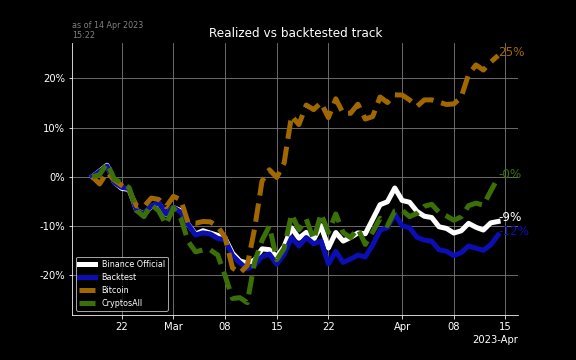 as of 14 Apr 2023
15:22
Realized vs backtested track
25%
20%
10%
0%
-0%
-9%
-10%
-12%
-20%
Binance Official
Backtest
Bitcoin
CryptosAll
22 Mar 08 15 22 Apr 08 15
2023-Apr